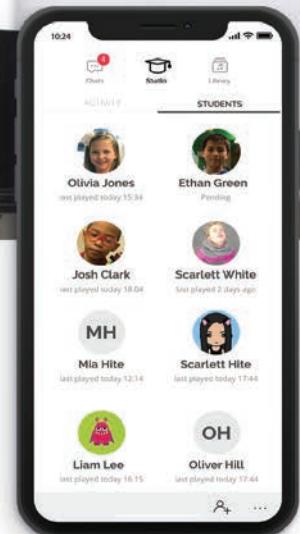 10:24
4
Chats
Studio
Library
ACTIVITY
STUDENTS
Olivia Jones
last played today 15:34
Ethan Green
Pending
Josh Clark
last played today 18:04
Scarlett White
last played 2 days ago
MH
Mia Hite
last played today 12:14
Scarlett Hite
last played today 17:44
Liam Lee
last played today 16:15
OH
Oliver Hill
last played today 17:44